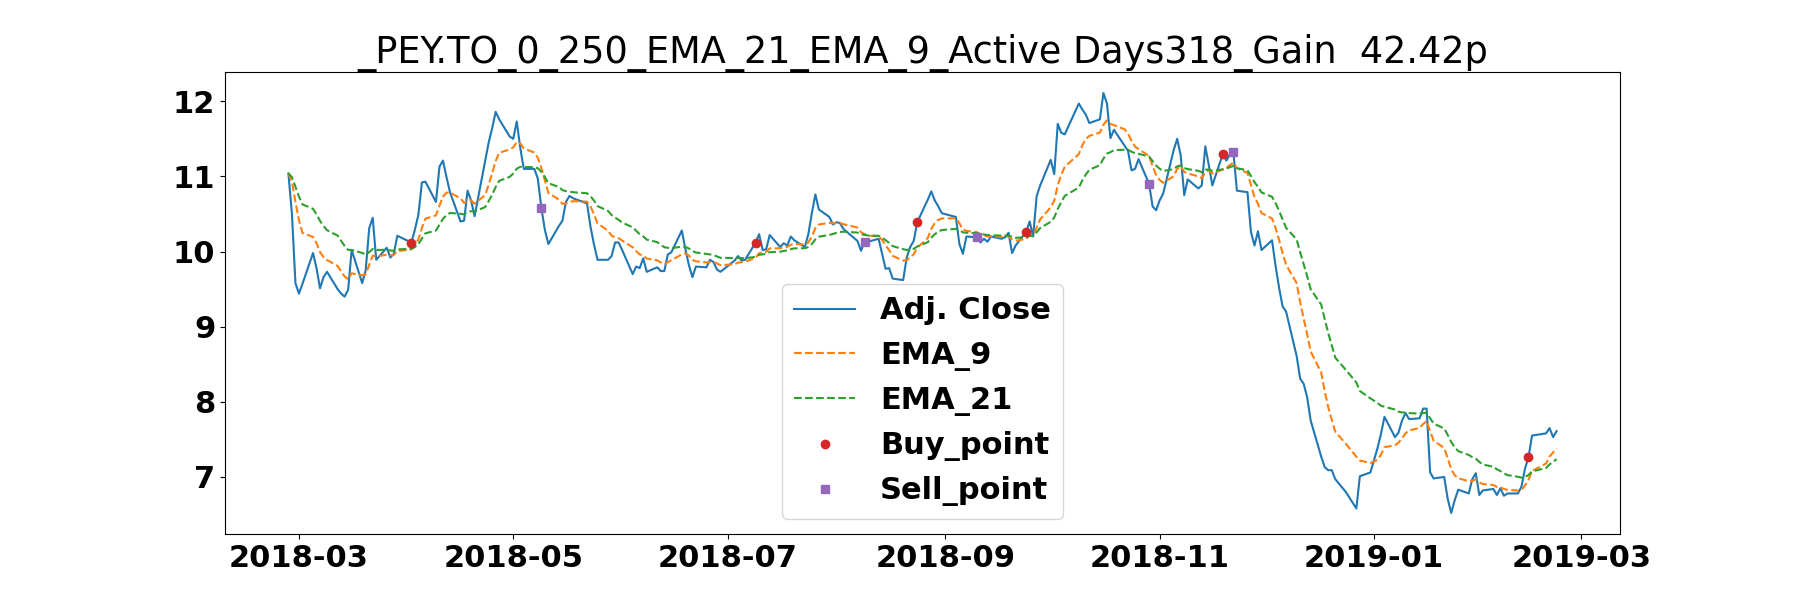 _PEY.TO_0_250_EMA_21_EMA_9_Active Days318_Gain  42.42p
12
11
10
9
8
7
Adj. Close
EMA_9
EMA_21
Buy_point
Sell_point
2018-03 2018-05 2018-07 2018-09 2018-11 2019-01 2019-03